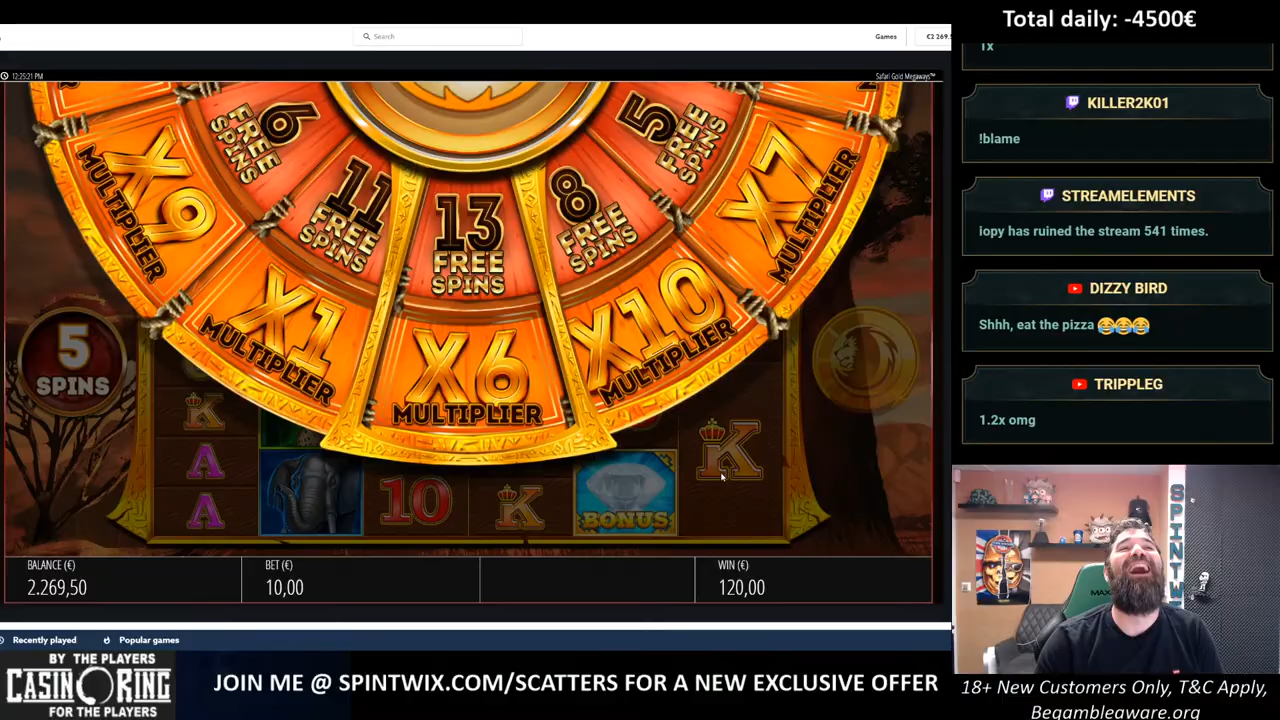 Total daily: -4500€
Search
Games
€2 269.5
12:25:21 PM
Safari Gold Megaways™
1x
KILLER2K01
!blame
STREAMELEMENTS
iopy has ruined the stream 541 times.
DIZZY BIRD
Shhh, eat the pizza 😂😂😂
TRIPPLEG
1.2x omg
6 FREE SPINS
11 FREE SPINS
13 FREE SPINS
8 FREE SPINS
5 FREE SPINS
X9 MULTIPLIER
X1 MULTIPLIER
X6 MULTIPLIER
X10 MULTIPLIER
X7 MULTIPLIER
5 SPINS
K
A
A
10
K
BONUS
K
BALANCE (€)
2.269,50
BET (€)
10,00
WIN (€)
120,00
Recently played
Popular games
BY THE PLAYERS
CASINORING
FOR THE PLAYERS
JOIN ME @ SPINTWIX.COM/SCATTERS FOR A NEW EXCLUSIVE OFFER
SPINTW
MAX
18+ New Customers Only, T&C Apply,
Begambleaware.org